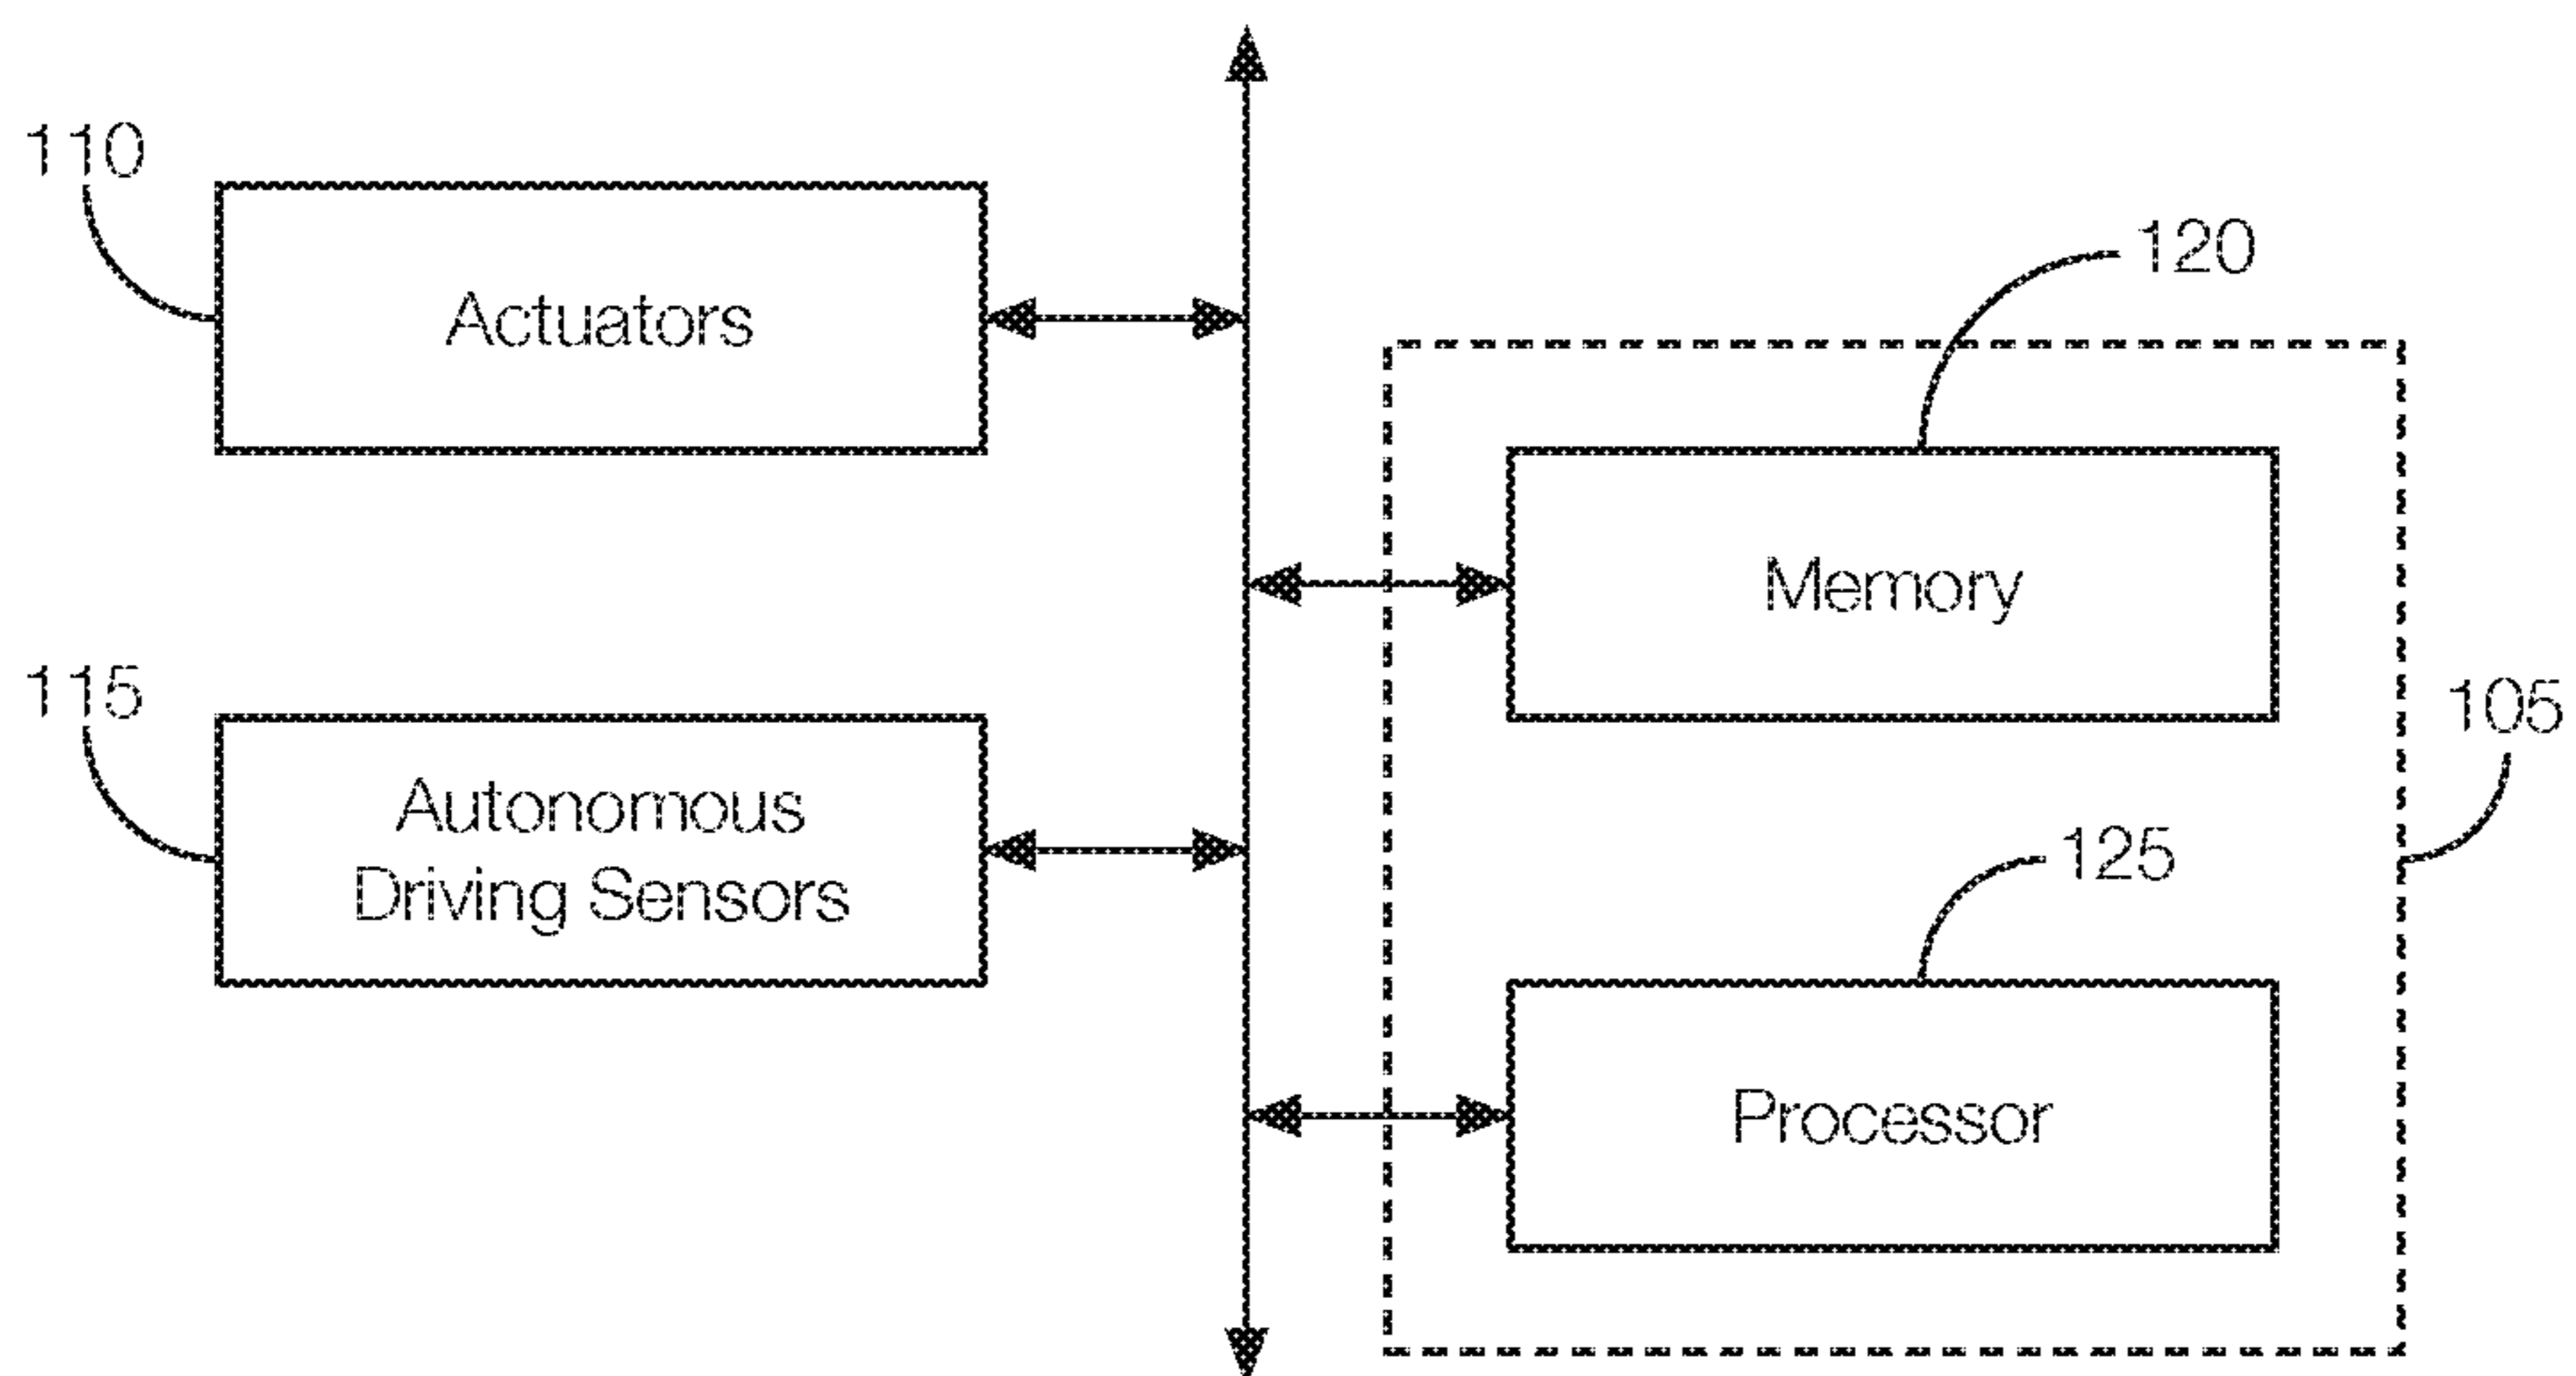 110
Actuators
120
Memory
115
105
Autonomous
Driving Sensors
125
Processor